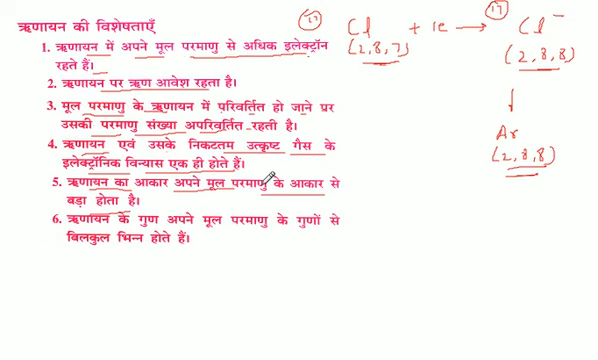 ऋणायन की विशेषताएँ
1. ऋणायन में अपने मूल परमाणु से अधिक इलेक्ट्रॉन
रहते हैं।
2. ऋणायन पर ऋण आवेश रहता है।
3. मूल परमाणु के ऋणायन में परिवर्तित हो जाने प्रर
उसकी परमाणु संख्या अपरिवर्तित रहती है।
4. ऋणायन एवं उसके निकटतम उत्कृष्ट गैस के
इलेक्ट्रॉनिक विन्यास एक ही होते हैं।
5. ऋणायन का आकार अपने मूल परमाणु के आकार से
बड़ा होता है।
6. ऋणायन के गुण अपने मूल परमाणु के गुणों से
बिलकुल भिन्न होते हैं।
17 17
Cl + 1e → Cl⁻
(2,8,7) (2,8,8)
↓
Ar
(2,8,8)